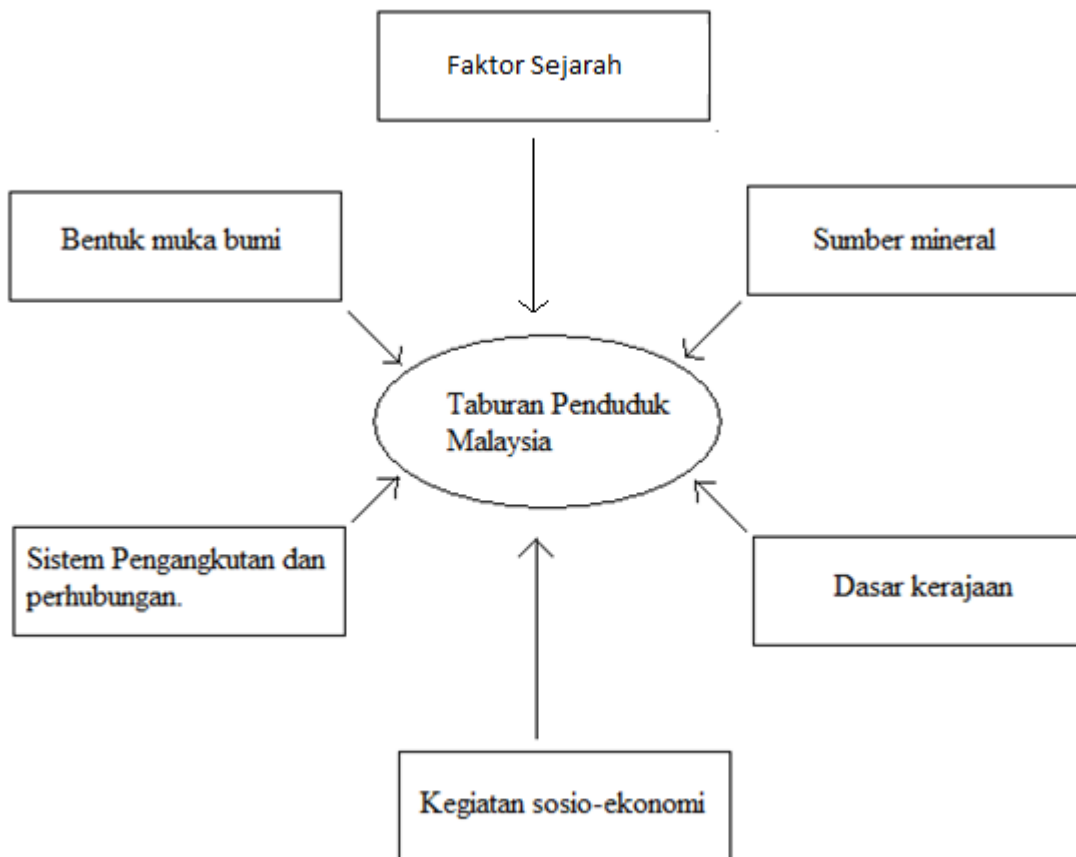 Faktor Sejarah
Bentuk muka bumi
Sumber mineral
Taburan Penduduk
Malaysia
Sistem Pengangkutan dan
perhubungan.
Dasar kerajaan
Kegiatan sosio-ekonomi